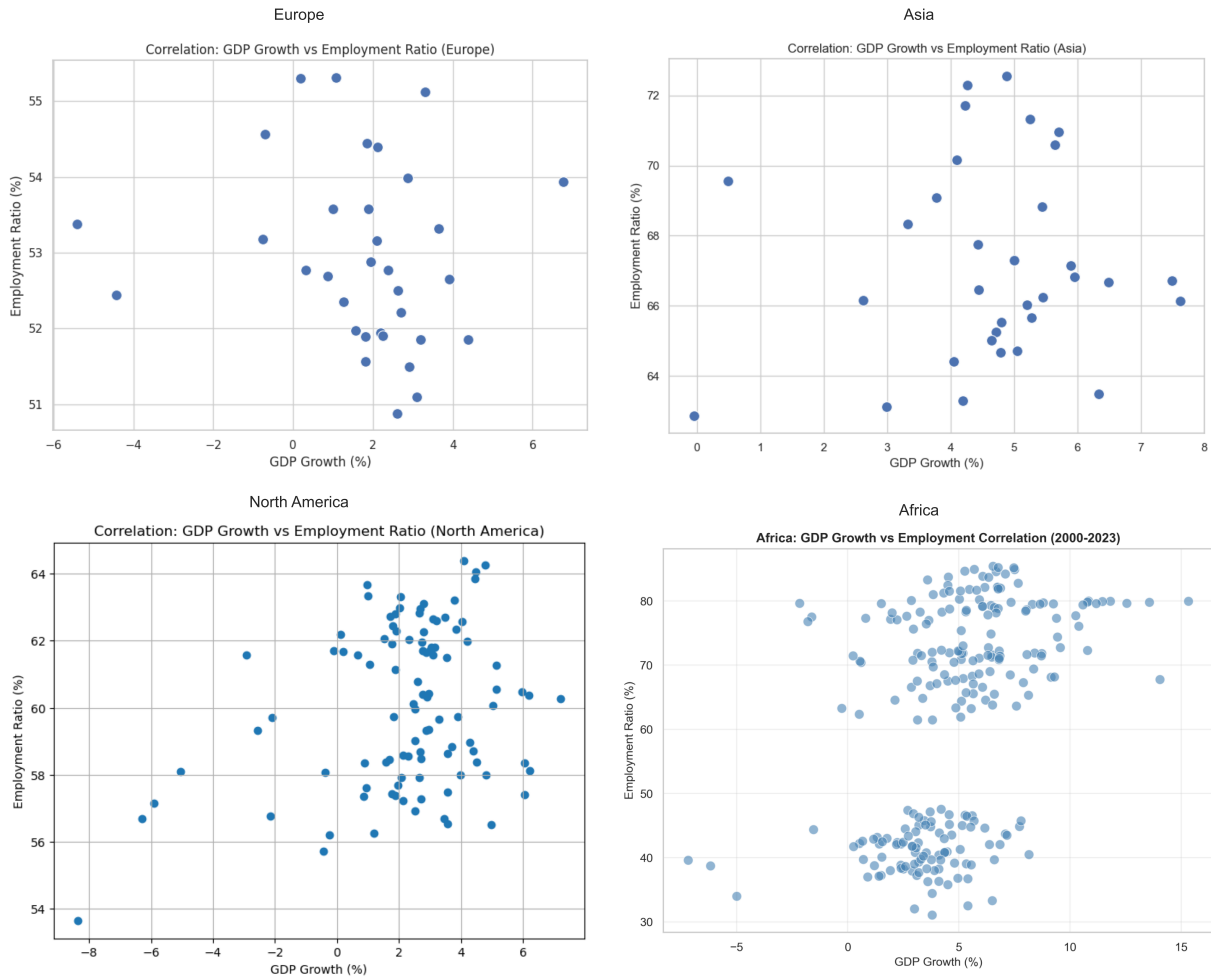 Europe
Correlation: GDP Growth vs Employment Ratio (Europe)
Employment Ratio (%)
55
54
53
52
51
−6 −4 −2 0 2 4 6
GDP Growth (%)
Asia
Correlation: GDP Growth vs Employment Ratio (Asia)
Employment Ratio (%)
72
70
68
66
64
0 1 2 3 4 5 6 7 8
GDP Growth (%)
North America
Correlation: GDP Growth vs Employment Ratio (North America)
Employment Ratio (%)
64
62
60
58
56
54
−8 −6 −4 −2 0 2 4 6
GDP Growth (%)
Africa
Africa: GDP Growth vs Employment Correlation (2000-2023)
Employment Ratio (%)
80
70
60
50
40
30
−5 0 5 10 15
GDP Growth (%)